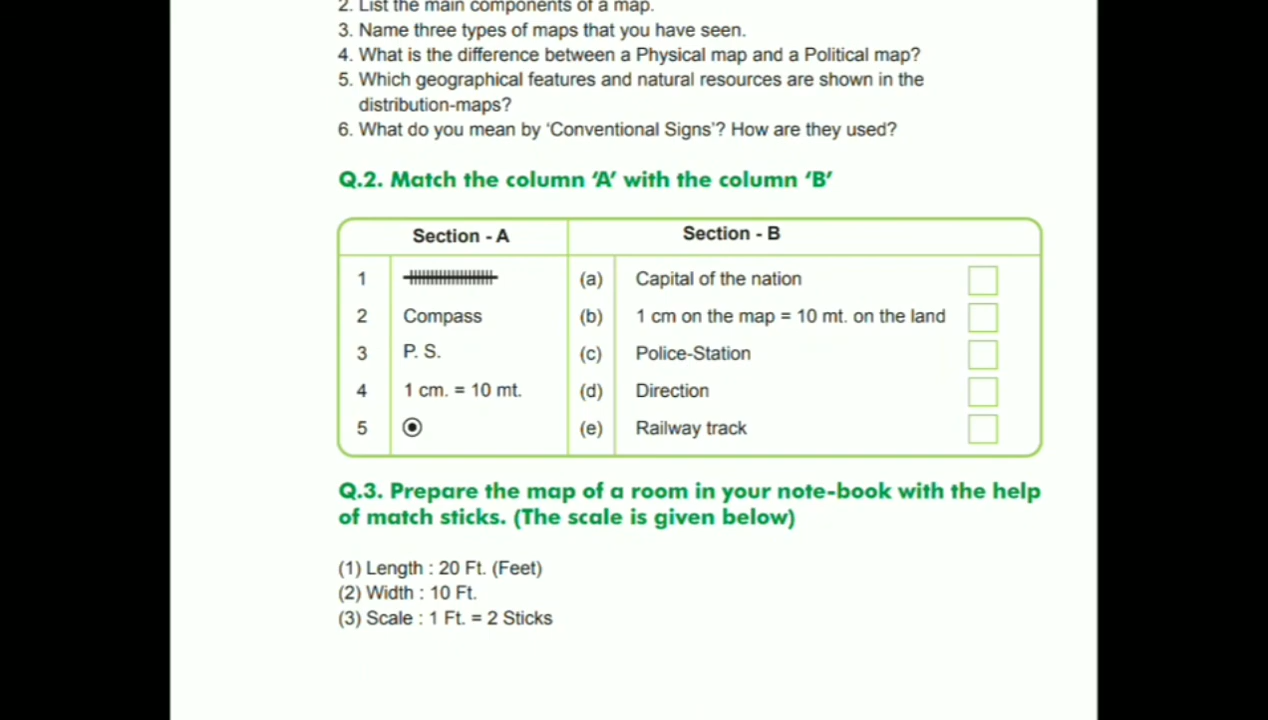 2. List the main components of a map.
3. Name three types of maps that you have seen.
4. What is the difference between a Physical map and a Political map?
5. Which geographical features and natural resources are shown in the
distribution-maps?
6. What do you mean by ‘Conventional Signs’? How are they used?
Q.2. Match the column ‘A’ with the column ‘B’
Section - A Section - B
1 (a) Capital of the nation
2 Compass (b) 1 cm on the map = 10 mt. on the land
3 P. S. (c) Police-Station
4 1 cm. = 10 mt. (d) Direction
5 (e) Railway track
Q.3. Prepare the map of a room in your note-book with the help
of match sticks. (The scale is given below)
(1) Length : 20 Ft. (Feet)
(2) Width : 10 Ft.
(3) Scale : 1 Ft. = 2 Sticks